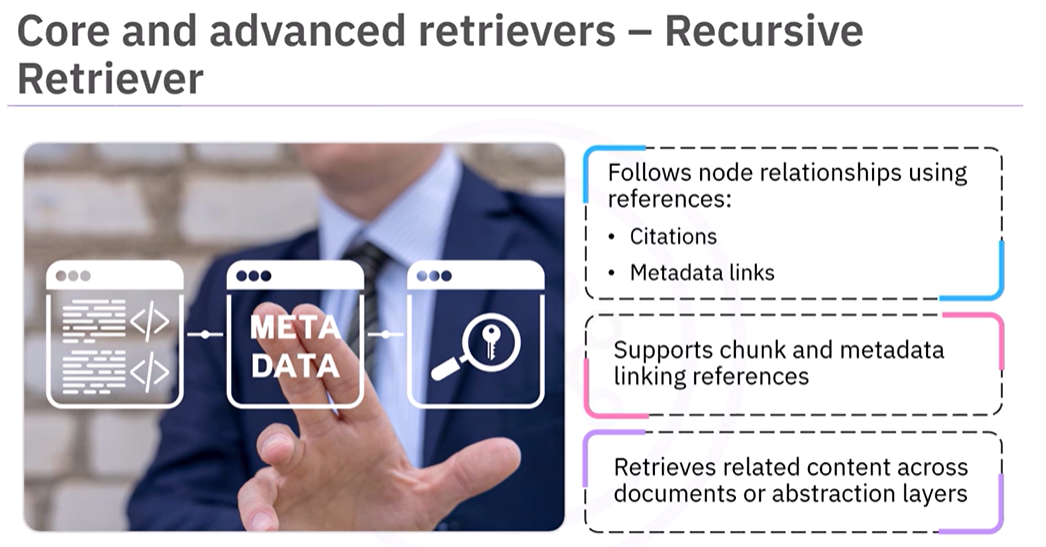 Core and advanced retrievers – Recursive
Retriever
</>
</>
META
DATA
Follows node relationships using
references:
• Citations
• Metadata links
Supports chunk and metadata
linking references
Retrieves related content across
documents or abstraction layers